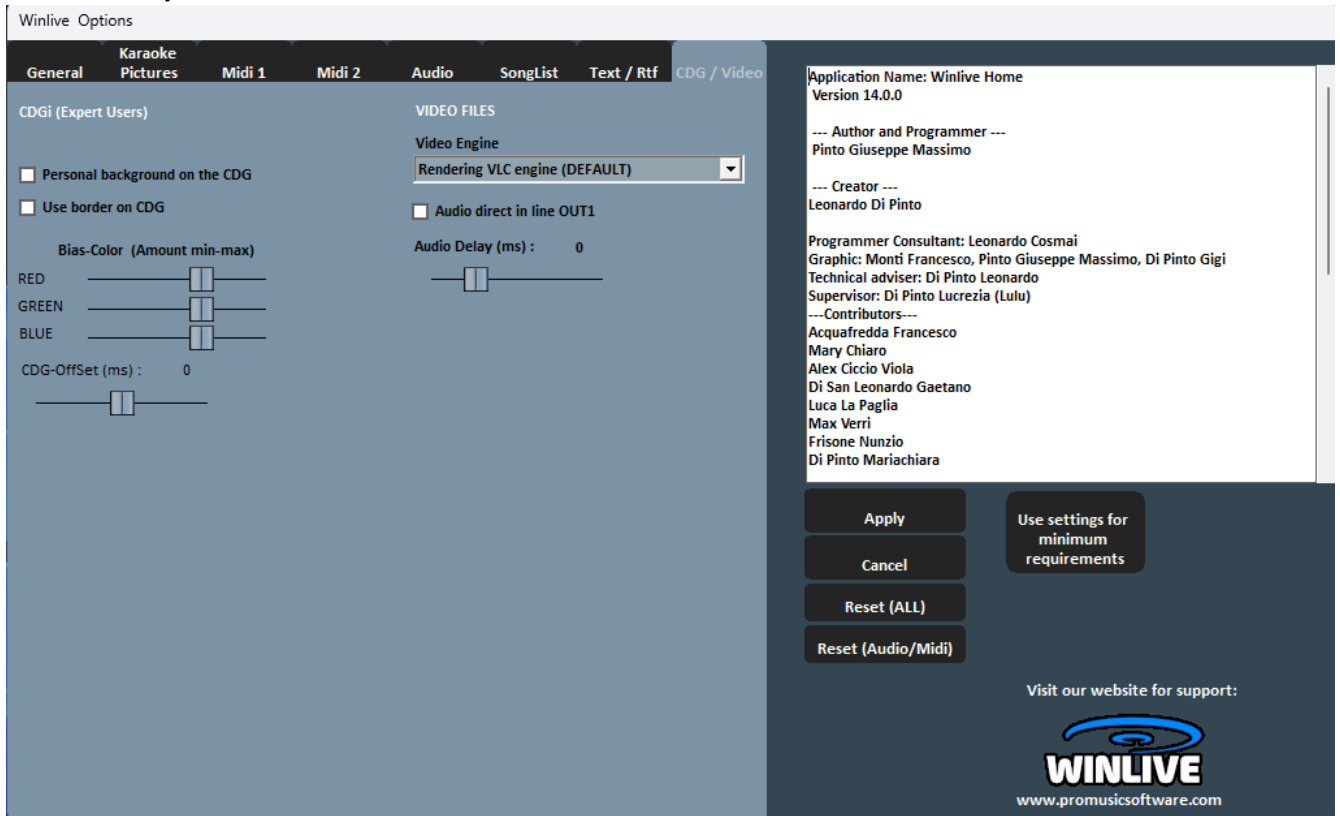 Winlive Options
General
Karaoke
Pictures
Midi 1
Midi 2
Audio
SongList
Text / Rtf
CDG / Video
CDGi (Expert Users)
Personal background on the CDG
Use border on CDG
Bias-Color (Amount min-max)
RED
GREEN
BLUE
CDG-OffSet (ms) : 0
VIDEO FILES
Video Engine
Rendering VLC engine (DEFAULT)
Audio direct in line OUT1
Audio Delay (ms) : 0
Application Name: Winlive Home
Version 14.0.0
--- Author and Programmer ---
Pinto Giuseppe Massimo
--- Creator ---
Leonardo Di Pinto
Programmer Consultant: Leonardo Cosmai
Graphic: Monti Francesco, Pinto Giuseppe Massimo, Di Pinto Gigi
Technical adviser: Di Pinto Leonardo
Supervisor: Di Pinto Lucrezia (Lulu)
---Contributors---
Acquafredda Francesco
Mary Chiaro
Alex Ciccio Viola
Di San Leonardo Gaetano
Luca La Paglia
Max Verri
Frisone Nunzio
Di Pinto Mariachiara
Apply
Cancel
Reset (ALL)
Reset (Audio/Midi)
Use settings for
minimum
requirements
Visit our website for support:
WINLIVE
www.promusicsoftware.com